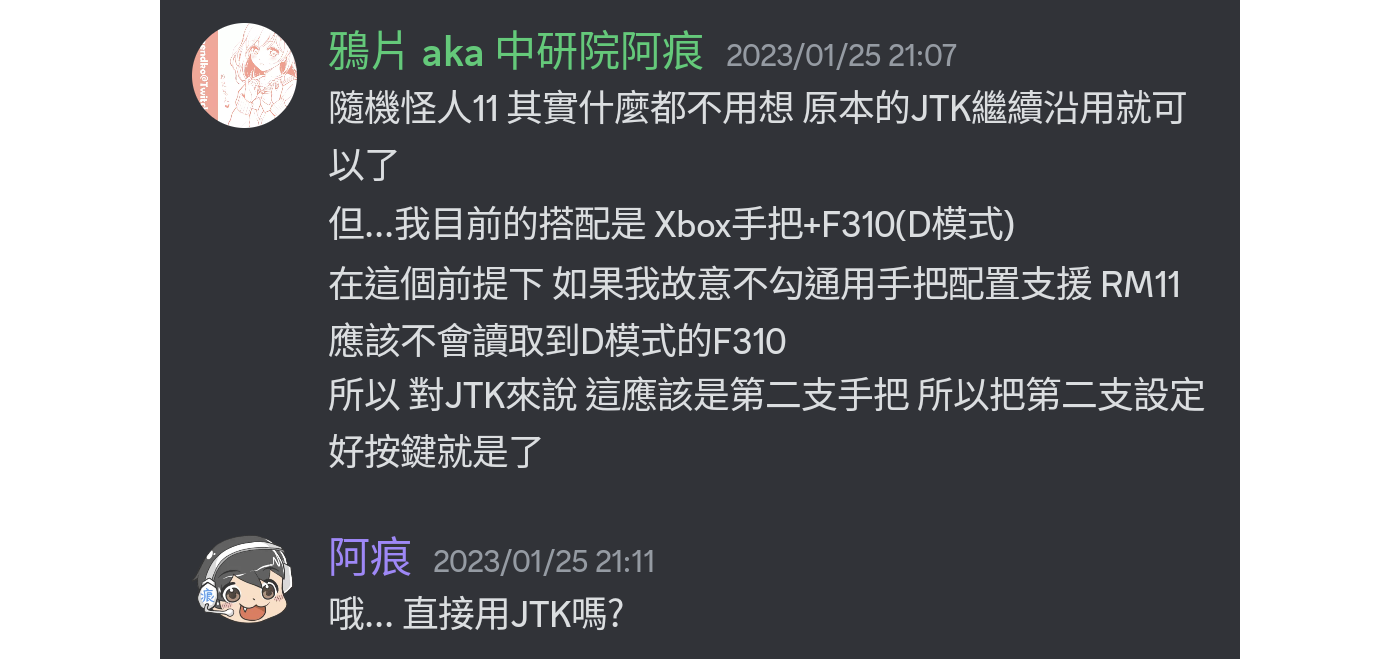 鴉片 aka 中研院阿痕 2023/01/25 21:07
隨機怪人11 其實什麼都不用想 原本的JTK繼續沿用就可
以了
但...我目前的搭配是 Xbox手把+F310(D模式)
在這個前提下 如果我故意不勾通用手把配置支援 RM11
應該不會讀取到D模式的F310
所以 對JTK來說 這應該是第二支手把 所以把第二支設定
好按鍵就是了
阿痕 2023/01/25 21:11
哦... 直接用JTK嗎?
痕